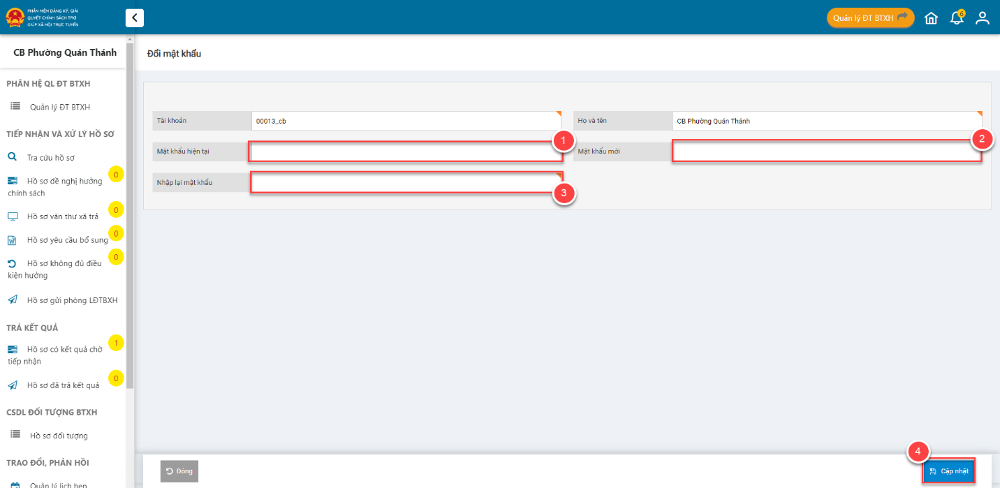 PHẦN MỀM ĐĂNG KÝ, GIẢI
QUYẾT CHÍNH SÁCH TRỢ
GIÚP XÃ HỘI TRỰC TUYẾN
Quản lý ĐT BTXH
6
CB Phường Quán Thánh
Đổi mật khẩu
PHÂN HỆ QL ĐT BTXH
Quản lý ĐT BTXH
TIẾP NHẬN VÀ XỬ LÝ HỒ SƠ
Tra cứu hồ sơ
Hồ sơ đề nghị hưởng 0
chính sách
Hồ sơ văn thư xã trả 0
Hồ sơ yêu cầu bổ sung 0
Hồ sơ không đủ điều 0
kiện hưởng
Hồ sơ gửi phòng LĐTBXH
TRẢ KẾT QUẢ
Hồ sơ có kết quả chờ 1
tiếp nhận
Hồ sơ đã trả kết quả 0
CSDL ĐỐI TƯỢNG BTXH
Hồ sơ đối tượng
TRAO ĐỔI, PHẢN HỒI
Quản lý lịch hẹn
Tài khoản 00013_cb Họ và tên CB Phường Quán Thánh
Mật khẩu hiện tại 1 Mật khẩu mới 2
Nhập lại mật khẩu 3
4
Đóng Cập nhật